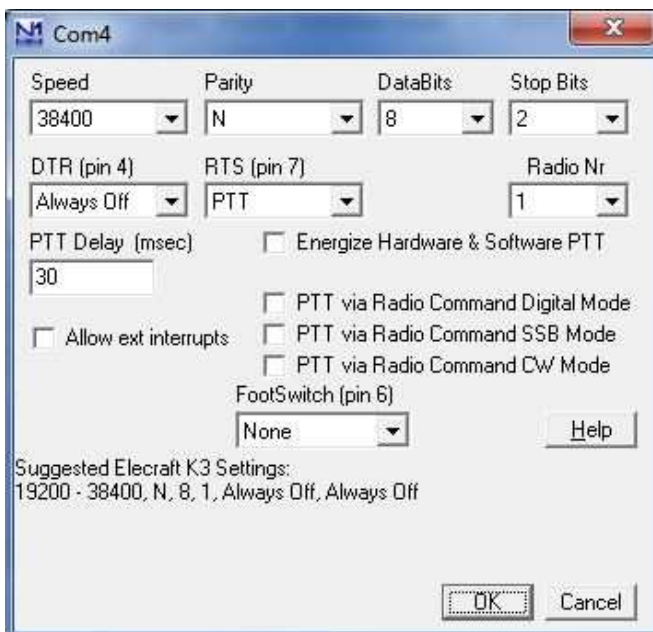 N1 Com4
Speed Parity DataBits Stop Bits
38400 N 8 2
DTR (pin 4) RTS (pin 7) Radio Nr
Always Off PTT 1
PTT Delay (msec) Energize Hardware & Software PTT
30
PTT via Radio Command Digital Mode
Allow ext interrupts PTT via Radio Command SSB Mode
PTT via Radio Command CW Mode
FootSwitch (pin 6)
None Help
Suggested Elecraft K3 Settings:
19200 - 38400, N, 8, 1, Always Off, Always Off
OK Cancel